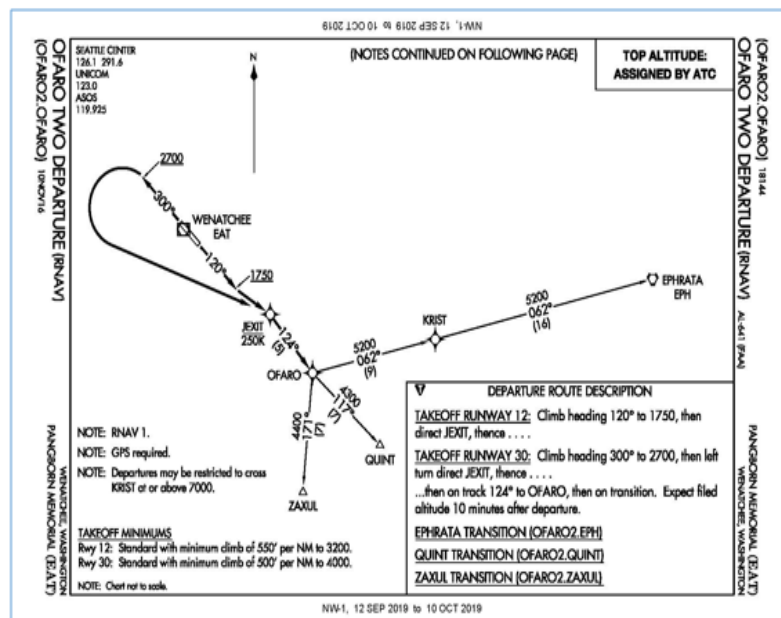 NW-1, 12 SEP 2019 to 10 OCT 2019
(OFARO2.OFARO) 10NOV16
OFARO TWO DEPARTURE (RNAV)
PANGBORN MEMORIAL (EAT)
WENATCHEE, WASHINGTON
SEATTLE CENTER
126.1 291.6
UNICOM
123.0
ASOS
119.925
N
(NOTES CONTINUED ON FOLLOWING PAGE)
TOP ALTITUDE:
ASSIGNED BY ATC
(OFARO2.OFARO) 18144
OFARO TWO DEPARTURE (RNAV)
AL-641 (FAA)
PANGBORN MEMORIAL (EAT)
WENATCHEE, WASHINGTON
2700
300°
WENATCHEE
EAT
120°
1750
JEXIT
250K
124°
(5)
OFARO
5200
062°
(9)
KRIST
5200
062°
(16)
EPHRATA
EPH
4300
117°
(7)
QUINT
4400
171°
(7)
ZAXUL
NOTE: RNAV 1.
NOTE: GPS required.
NOTE: Departures may be restricted to cross
KRIST at or above 7000.
TAKEOFF MINIMUMS
Rwy 12: Standard with minimum climb of 550' per NM to 3200.
Rwy 30: Standard with minimum climb of 500' per NM to 4000.
NOTE: Chart not to scale.
T
DEPARTURE ROUTE DESCRIPTION
TAKEOFF RUNWAY 12: Climb heading 120° to 1750, then
direct JEXIT, thence . . . .
TAKEOFF RUNWAY 30: Climb heading 300° to 2700, then left
turn direct JEXIT, thence . . . .
...then on track 124° to OFARO, then on transition. Expect filed
altitude 10 minutes after departure.
EPHRATA TRANSITION (OFARO2.EPH)
QUINT TRANSITION (OFARO2.QUINT)
ZAXUL TRANSITION (OFARO2.ZAXUL)
NW-1, 12 SEP 2019 to 10 OCT 2019